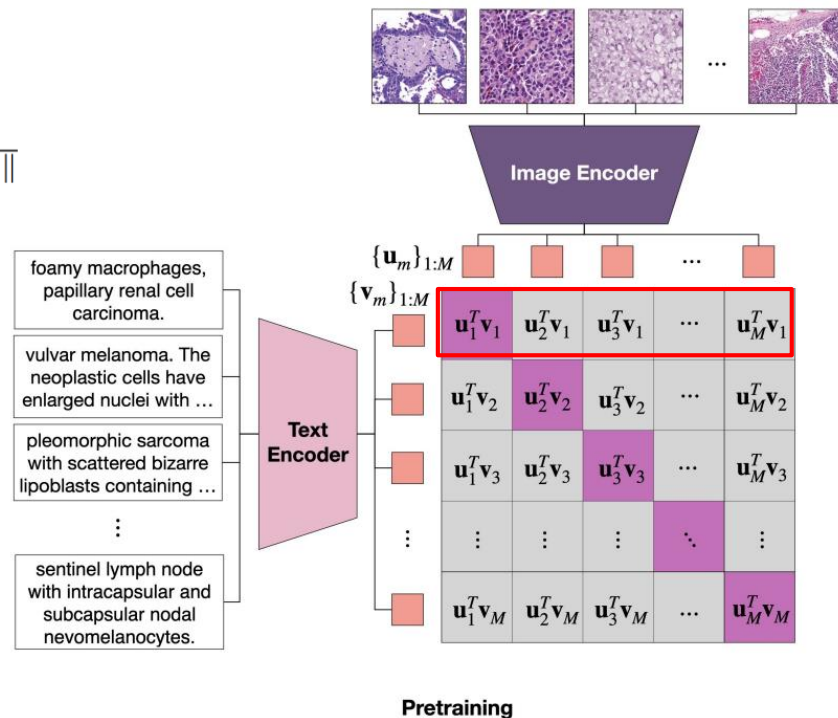 ...
‖
Image Encoder
{u_m}_{1:M}
...
{v_m}_{1:M}
foamy macrophages,
papillary renal cell
carcinoma.
vulvar melanoma. The
neoplastic cells have
enlarged nuclei with ...
pleomorphic sarcoma
with scattered bizarre
lipoblasts containing ...
⋮
sentinel lymph node
with intracapsular and
subcapsular nodal
nevomelanocytes.
Text
Encoder
⋮
u_1^T v_1 u_2^T v_1 u_3^T v_1 ... u_M^T v_1
u_1^T v_2 u_2^T v_2 u_3^T v_2 ... u_M^T v_2
u_1^T v_3 u_2^T v_3 u_3^T v_3 ... u_M^T v_3
⋮ ⋮ ⋮ ⋱ ⋮
u_1^T v_M u_2^T v_M u_3^T v_M ... u_M^T v_M
Pretraining